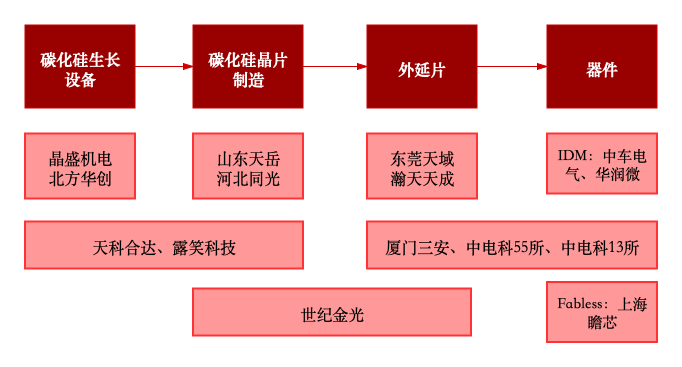 碳化硅生长
设备
碳化硅晶片
制造
外延片
器件
晶盛机电
北方华创
山东天岳
河北同光
东莞天域
瀚天天成
IDM：中车电
气、华润微
天科合达、露笑科技
厦门三安、中电科55所、中电科13所
世纪金光
Fabless：上海
瞻芯